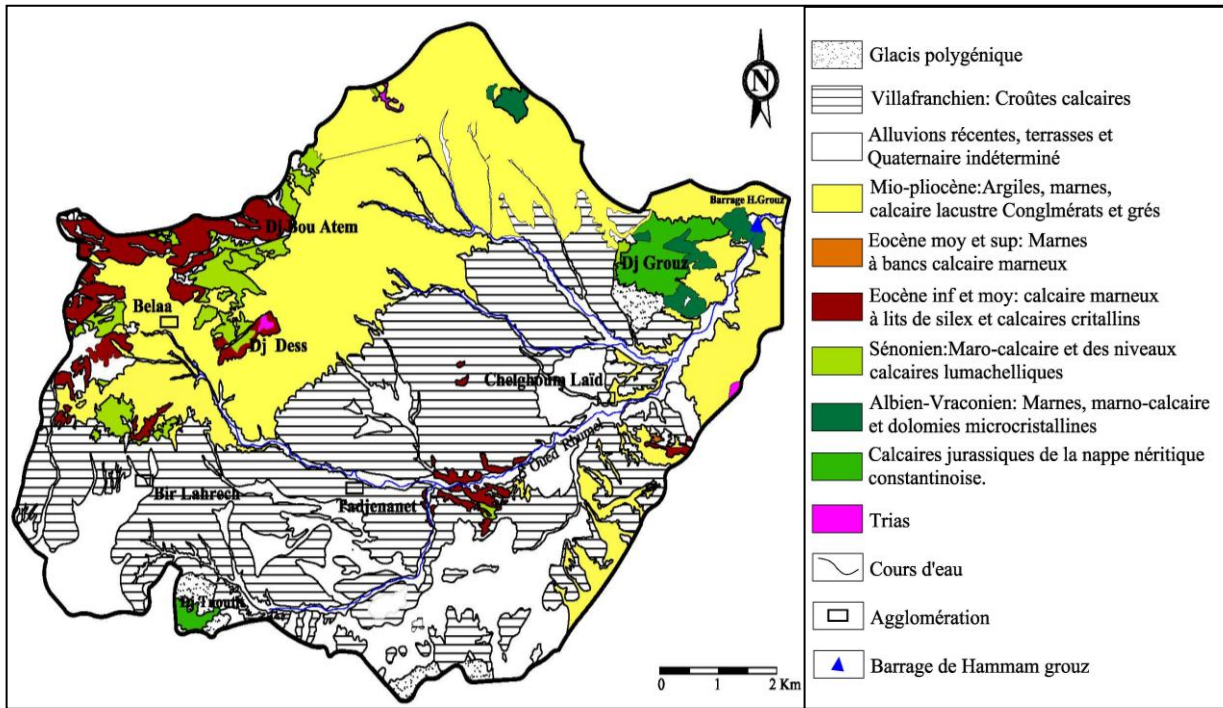 N
Barrage H.Grouz
Dj Bou Atem
Dj Grouz
Belaa
Dj Dess
Chelghoum Laïd
Oued Rhumel
Bir Lahrech
Tadjenanet
0 1 2 Km
Glacis polygénique
Villafranchien: Croûtes calcaires
Alluvions récentes, terrasses et
Quaternaire indéterminé
Mio-pliocène:Argiles, marnes,
calcaire lacustre Conglmérats et grés
Eocène moy et sup: Marnes
à bancs calcaire marneux
Eocène inf et moy: calcaire marneux
à lits de silex et calcaires critallins
Sénonien:Maro-calcaire et des niveaux
calcaires lumachelliques
Albien-Vraconien: Marnes, marno-calcaire
et dolomies microcristallines
Calcaires jurassiques de la nappe néritique
constantinoise.
Trias
Cours d'eau
Agglomération
Barrage de Hammam grouz